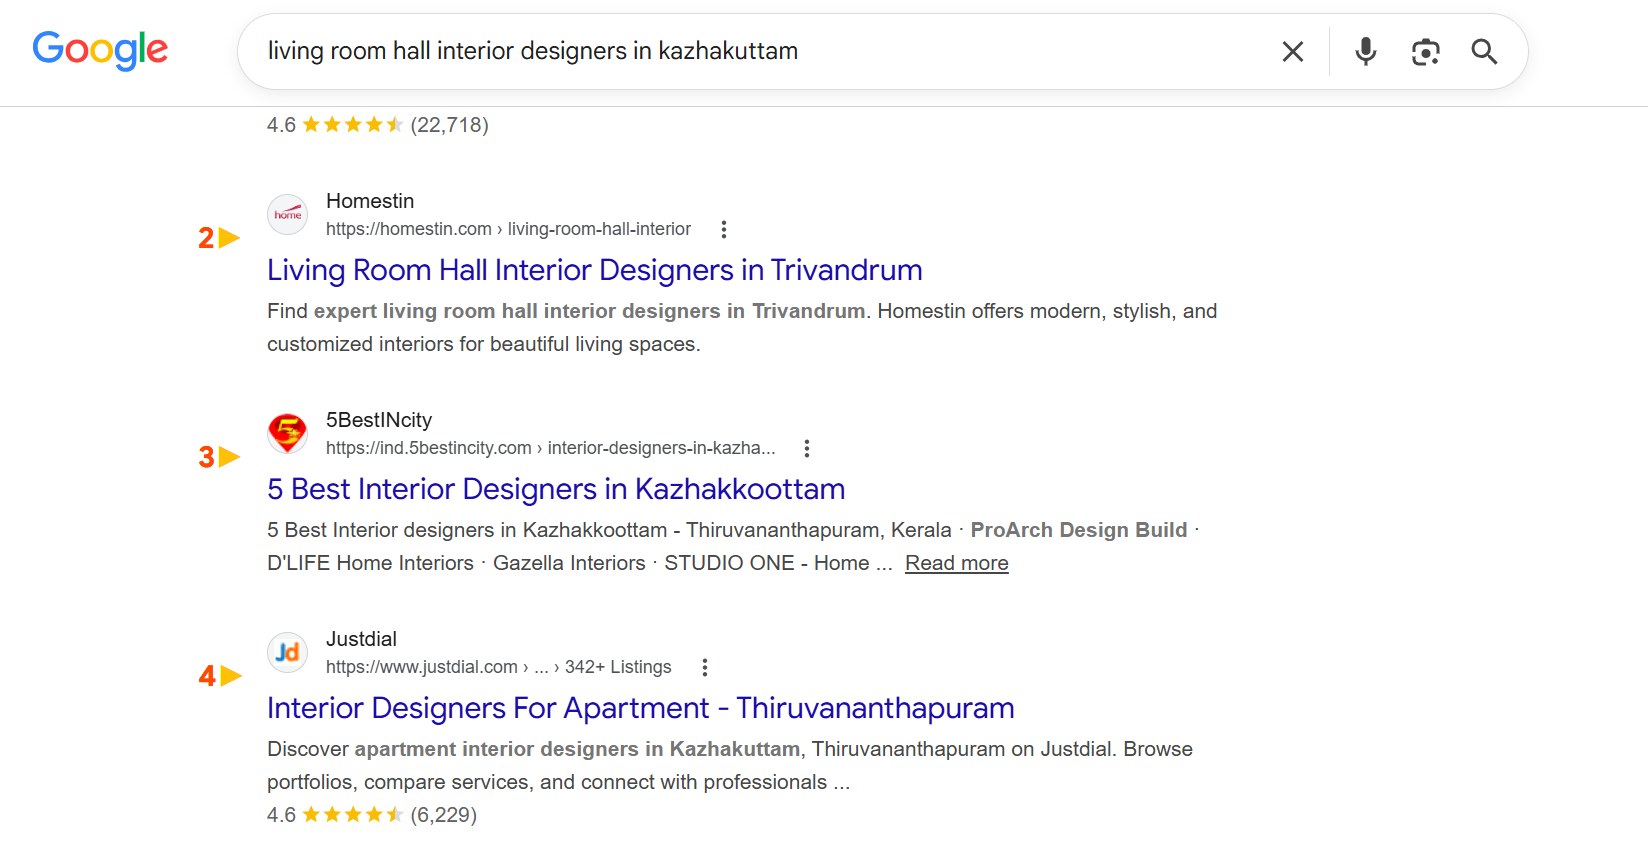 Google
living room hall interior designers in kazhakuttam
4.6 (22,718)
2
home
Homestin
https://homestin.com › living-room-hall-interior
Living Room Hall Interior Designers in Trivandrum
Find expert living room hall interior designers in Trivandrum. Homestin offers modern, stylish, and
customized interiors for beautiful living spaces.
3
5
5BestINcity
https://ind.5bestincity.com › interior-designers-in-kazha...
5 Best Interior Designers in Kazhakkoottam
5 Best Interior designers in Kazhakkoottam - Thiruvananthapuram, Kerala · ProArch Design Build ·
D'LIFE Home Interiors · Gazella Interiors · STUDIO ONE - Home ... Read more
4
Jd
Justdial
https://www.justdial.com › ... › 342+ Listings
Interior Designers For Apartment - Thiruvananthapuram
Discover apartment interior designers in Kazhakuttam, Thiruvananthapuram on Justdial. Browse
portfolios, compare services, and connect with professionals ...
4.6 (6,229)